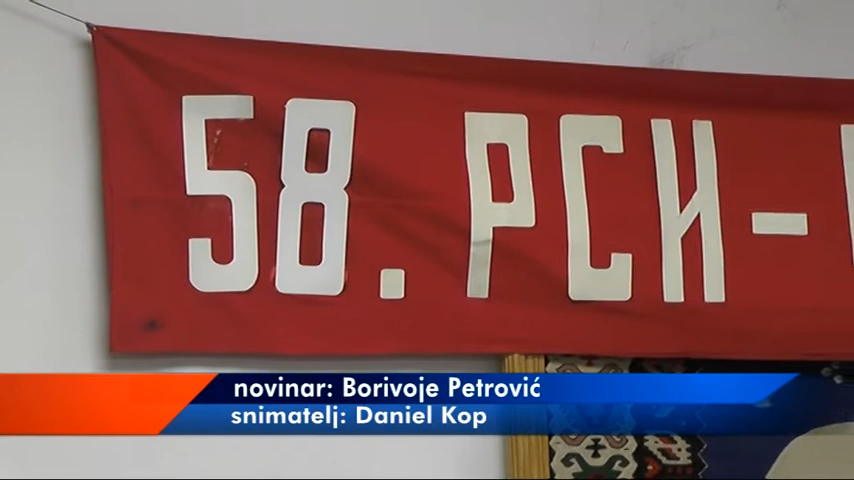 58. РСИ-
novinar: Borivoje Petrović
snimatelj: Daniel Kop